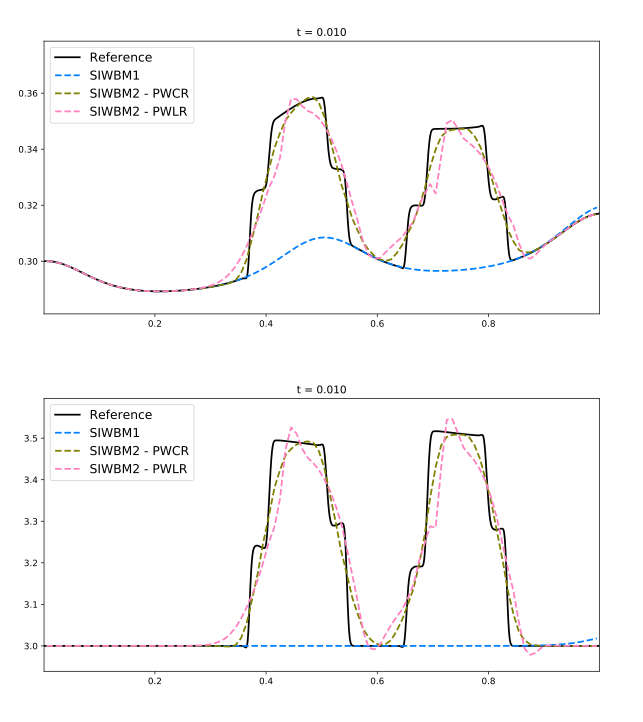 t = 0.010
Reference
SIWBM1
SIWBM2 - PWCR
SIWBM2 - PWLR
0.36
0.34
0.32
0.30
0.2 0.4 0.6 0.8
t = 0.010
Reference
SIWBM1
SIWBM2 - PWCR
SIWBM2 - PWLR
3.5
3.4
3.3
3.2
3.1
3.0
0.2 0.4 0.6 0.8